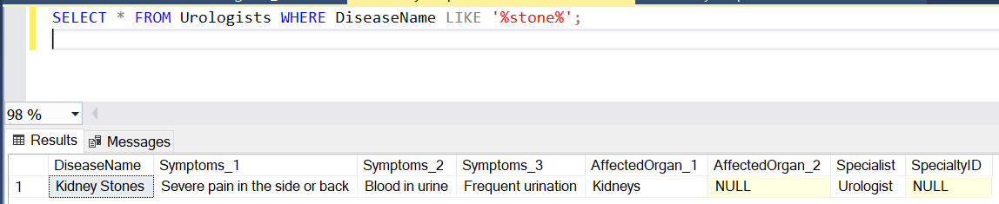 SELECT * FROM Urologists WHERE DiseaseName LIKE '%stone%';
98 %
Results Messages
DiseaseName Symptoms_1 Symptoms_2 Symptoms_3 AffectedOrgan_1 AffectedOrgan_2 Specialist SpecialtyID
1 Kidney Stones Severe pain in the side or back Blood in urine Frequent urination Kidneys NULL Urologist NULL